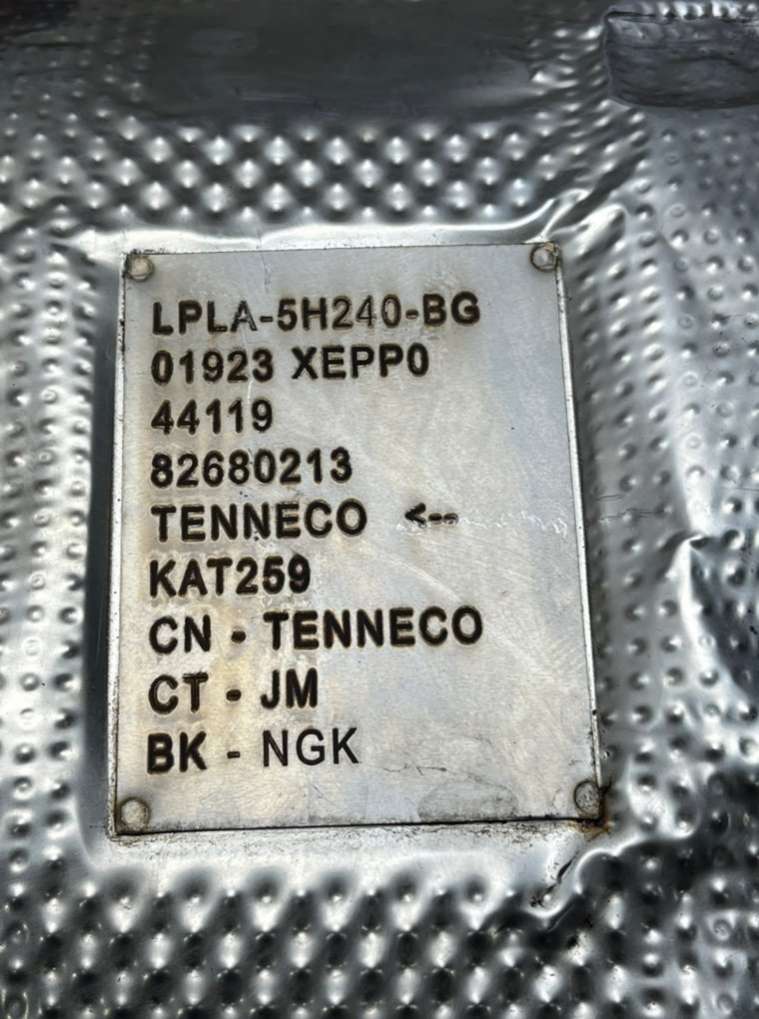 LPLA-5H240-BG
01923 XEPP0
44119
82680213
TENNECO <--
KAT259
CN - TENNECO
CT - JM
BK - NGK